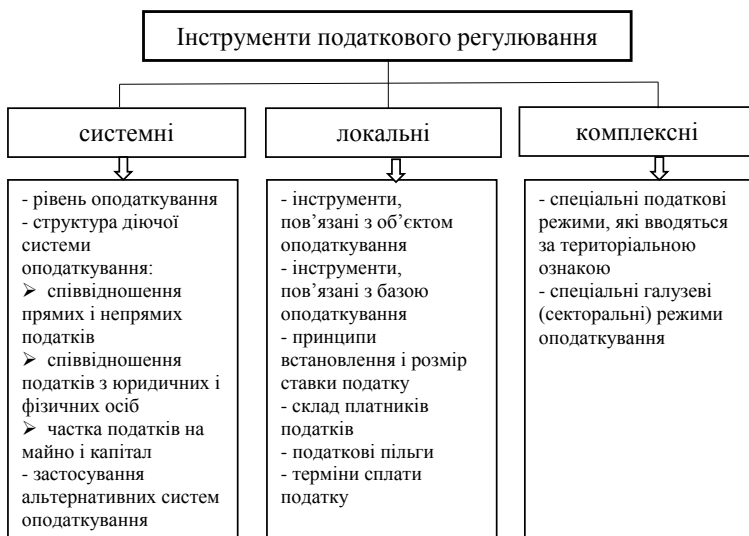 Інструменти податкового регулювання
системні
локальні
комплексні
- рівень оподаткування
- структура діючої
системи
оподаткування:
➢ співвідношення
прямих і непрямих
податків
➢ співвідношення
податків з юридичних і
фізичних осіб
➢ частка податків на
майно і капітал
- застосування
альтернативних систем
оподаткування
- інструменти,
пов’язані з об’єктом
оподаткування
- інструменти,
пов’язані з базою
оподаткування
- принципи
встановлення і розмір
ставки податку
- склад платників
податків
- податкові пільги
- терміни сплати
податку
- спеціальні податкові
режими, які вводяться
за територіальною
ознакою
- спеціальні галузеві
(секторальні) режими
оподаткування